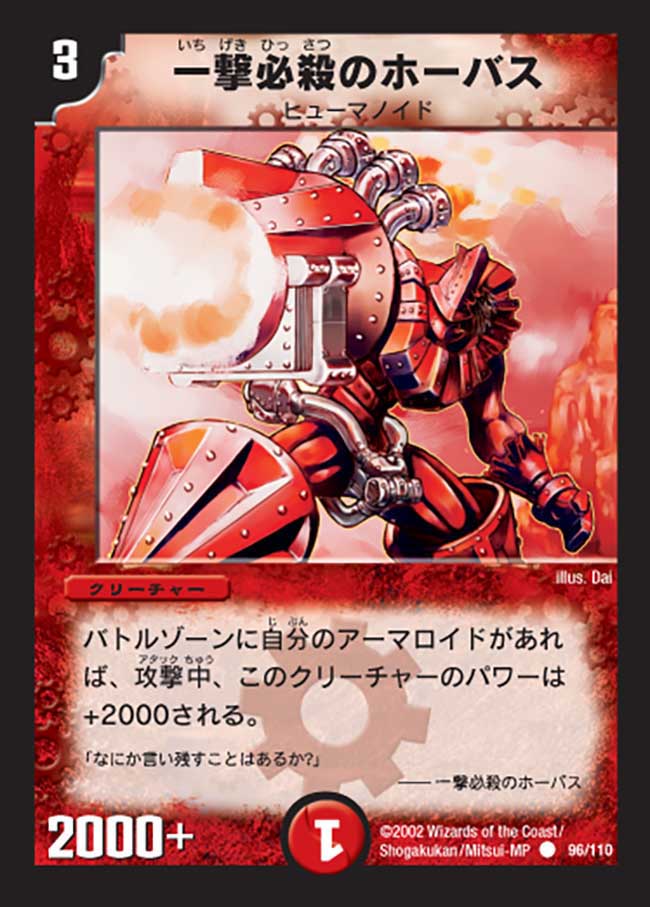 3
いち げき ひっ さつ
一撃必殺のホーバス
ヒューマノイド
illus. Dai
クリーチャー
じ ぶん
バトルゾーンに自分のアーマロイドがあれ
アタック ちゅう
ば、攻撃中、このクリーチャーのパワーは
+2000される。
「なにか言い残すことはあるか?」
——一撃必殺のホーバス
2000+
1
©2002 Wizards of the Coast/
Shogakukan/Mitsui-MP 96/110